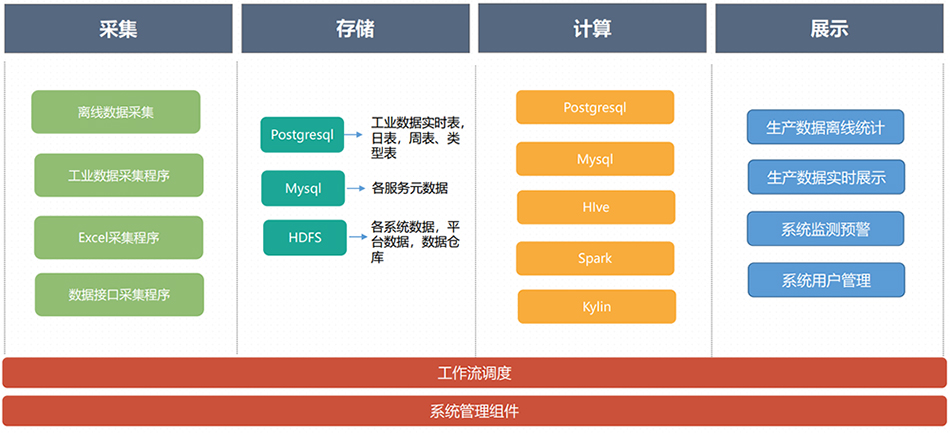 采集
存储
计算
展示
离线数据采集
工业数据采集程序
Excel采集程序
数据接口采集程序
Postgresql
工业数据实时表，
日表，周表、类
型表
Mysql
各服务元数据
HDFS
各系统数据，平
台数据，数据仓
库
Postgresql
Mysql
HIve
Spark
Kylin
生产数据离线统计
生产数据实时展示
系统监测预警
系统用户管理
工作流调度
系统管理组件